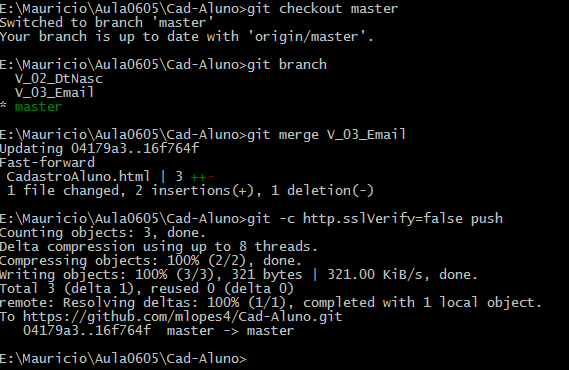 E:\Mauricio\Aula0605\Cad-Aluno>git checkout master
Switched to branch 'master'
Your branch is up to date with 'origin/master'.
E:\Mauricio\Aula0605\Cad-Aluno>git branch
  V_02_DtNasc
  V_03_Email
* master
E:\Mauricio\Aula0605\Cad-Aluno>git merge V_03_Email
Updating 04179a3..16f764f
Fast-forward
 CadastroAluno.html | 3 ++-
 1 file changed, 2 insertions(+), 1 deletion(-)
E:\Mauricio\Aula0605\Cad-Aluno>git -c http.sslVerify=false push
Counting objects: 3, done.
Delta compression using up to 8 threads.
Compressing objects: 100% (2/2), done.
Writing objects: 100% (3/3), 321 bytes | 321.00 KiB/s, done.
Total 3 (delta 1), reused 0 (delta 0)
remote: Resolving deltas: 100% (1/1), completed with 1 local object.
To https://github.com/mlopes4/Cad-Aluno.git
   04179a3..16f764f  master -> master
E:\Mauricio\Aula0605\Cad-Aluno>